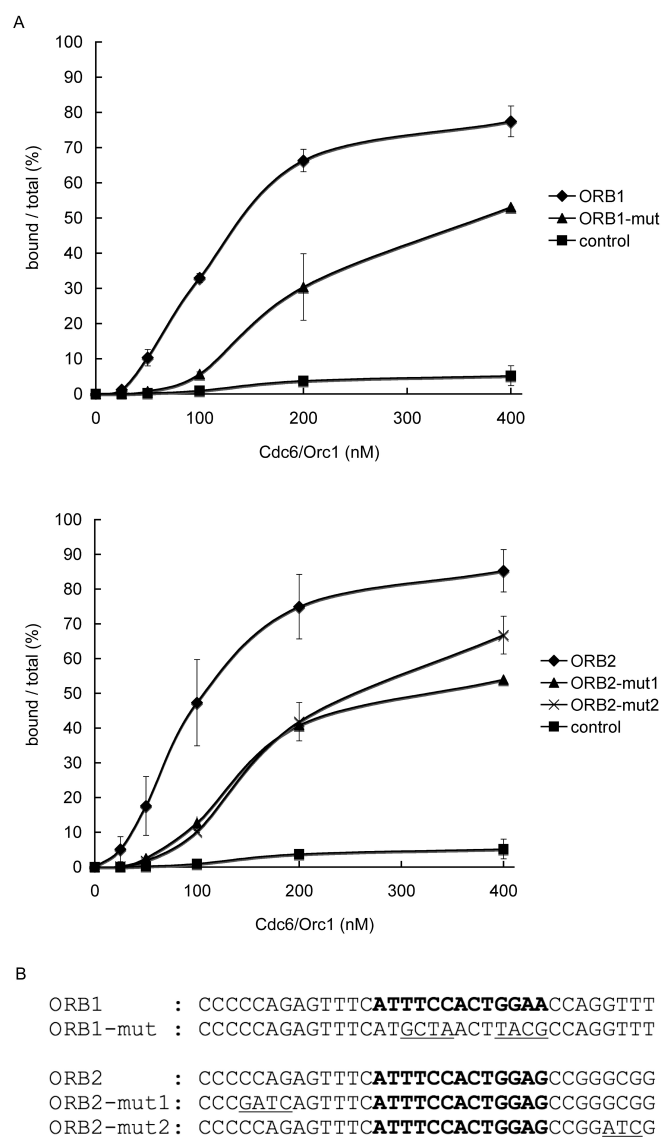 A
100
90
80
70
60
50
40
30
20
10
0
bound / total (%)
0 100 200 300 400
Cdc6/Orc1 (nM)
ORB1
ORB1-mut
control
100
90
80
70
60
50
40
30
20
10
0
bound / total (%)
0 100 200 300 400
Cdc6/Orc1 (nM)
ORB2
ORB2-mut1
ORB2-mut2
control
B
ORB1 : CCCCCAGAGTTTCATTTCCACTGGAACCAGGTTT
ORB1-mut : CCCCCAGAGTTTCATGCTAACTTACGCCAGGTTT
ORB2 : CCCCCAGAGTTTCATTTCCACTGGAGCCGGGCGG
ORB2-mut1 : CCCGATCAGTTTCATTTCCACTGGAGCCGGGCGG
ORB2-mut2 : CCCCCAGAGTTTCATTTCCACTGGAGCCGGATCG